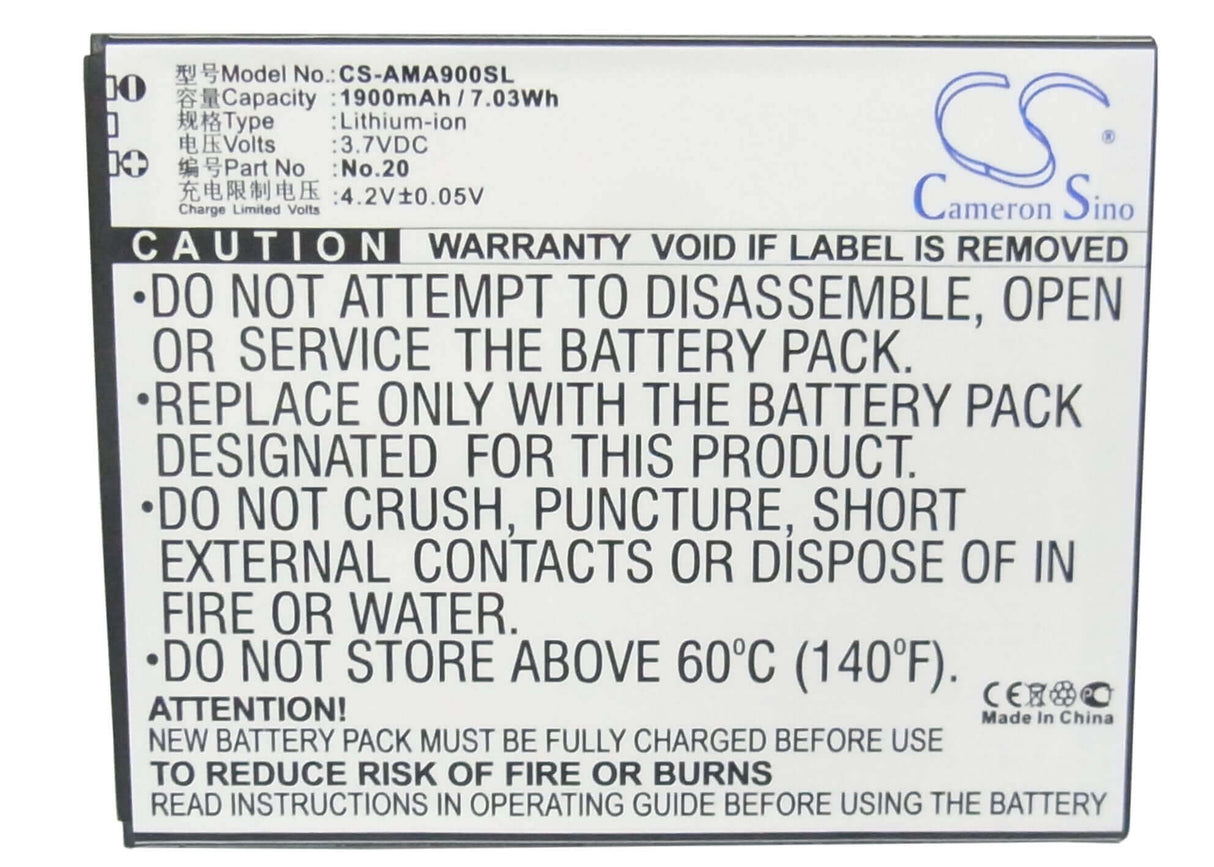 型号Model No.:CS-AMA900SL
容量Capacity :1900mAh / 7.03Wh
规格Type :Lithium-ion
电压Volts :3.7VDC
编号Part No :No.20
充电限制电压 :4.2V±0.05V
Charge Limited Volts
CS®
Cameron Sino
CAUTION WARRANTY VOID IF LABEL IS REMOVED
•DO NOT ATTEMPT TO DISASSEMBLE, OPEN
OR SERVICE THE BATTERY PACK.
•REPLACE ONLY WITH THE BATTERY PACK
DESIGNATED FOR THIS PRODUCT.
•DO NOT CRUSH, PUNCTURE, SHORT
EXTERNAL CONTACTS OR DISPOSE OF IN
FIRE OR WATER.
•DO NOT STORE ABOVE 60°C (140°F).
CE
Made In China
ATTENTION!
NEW BATTERY PACK MUST BE FULLY CHARGED BEFORE USE
TO REDUCE RISK OF FIRE OR BURNS
READ INSTRUCTIONS IN OPERATING GUIDE BEFORE USING THE BATTERY